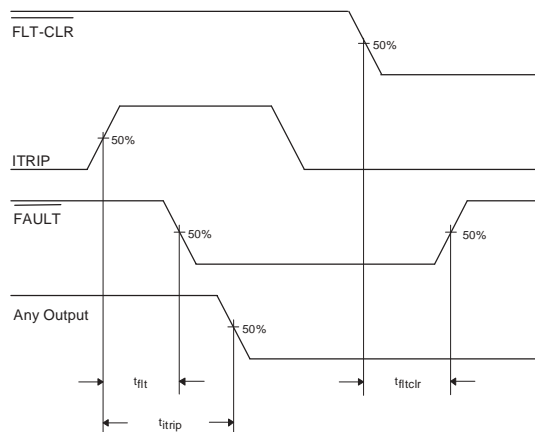 FLT-CLR
50%
50%
ITRIP
FAULT
50%
50%
Any Output
50%
tflt
tfltclr
titrip